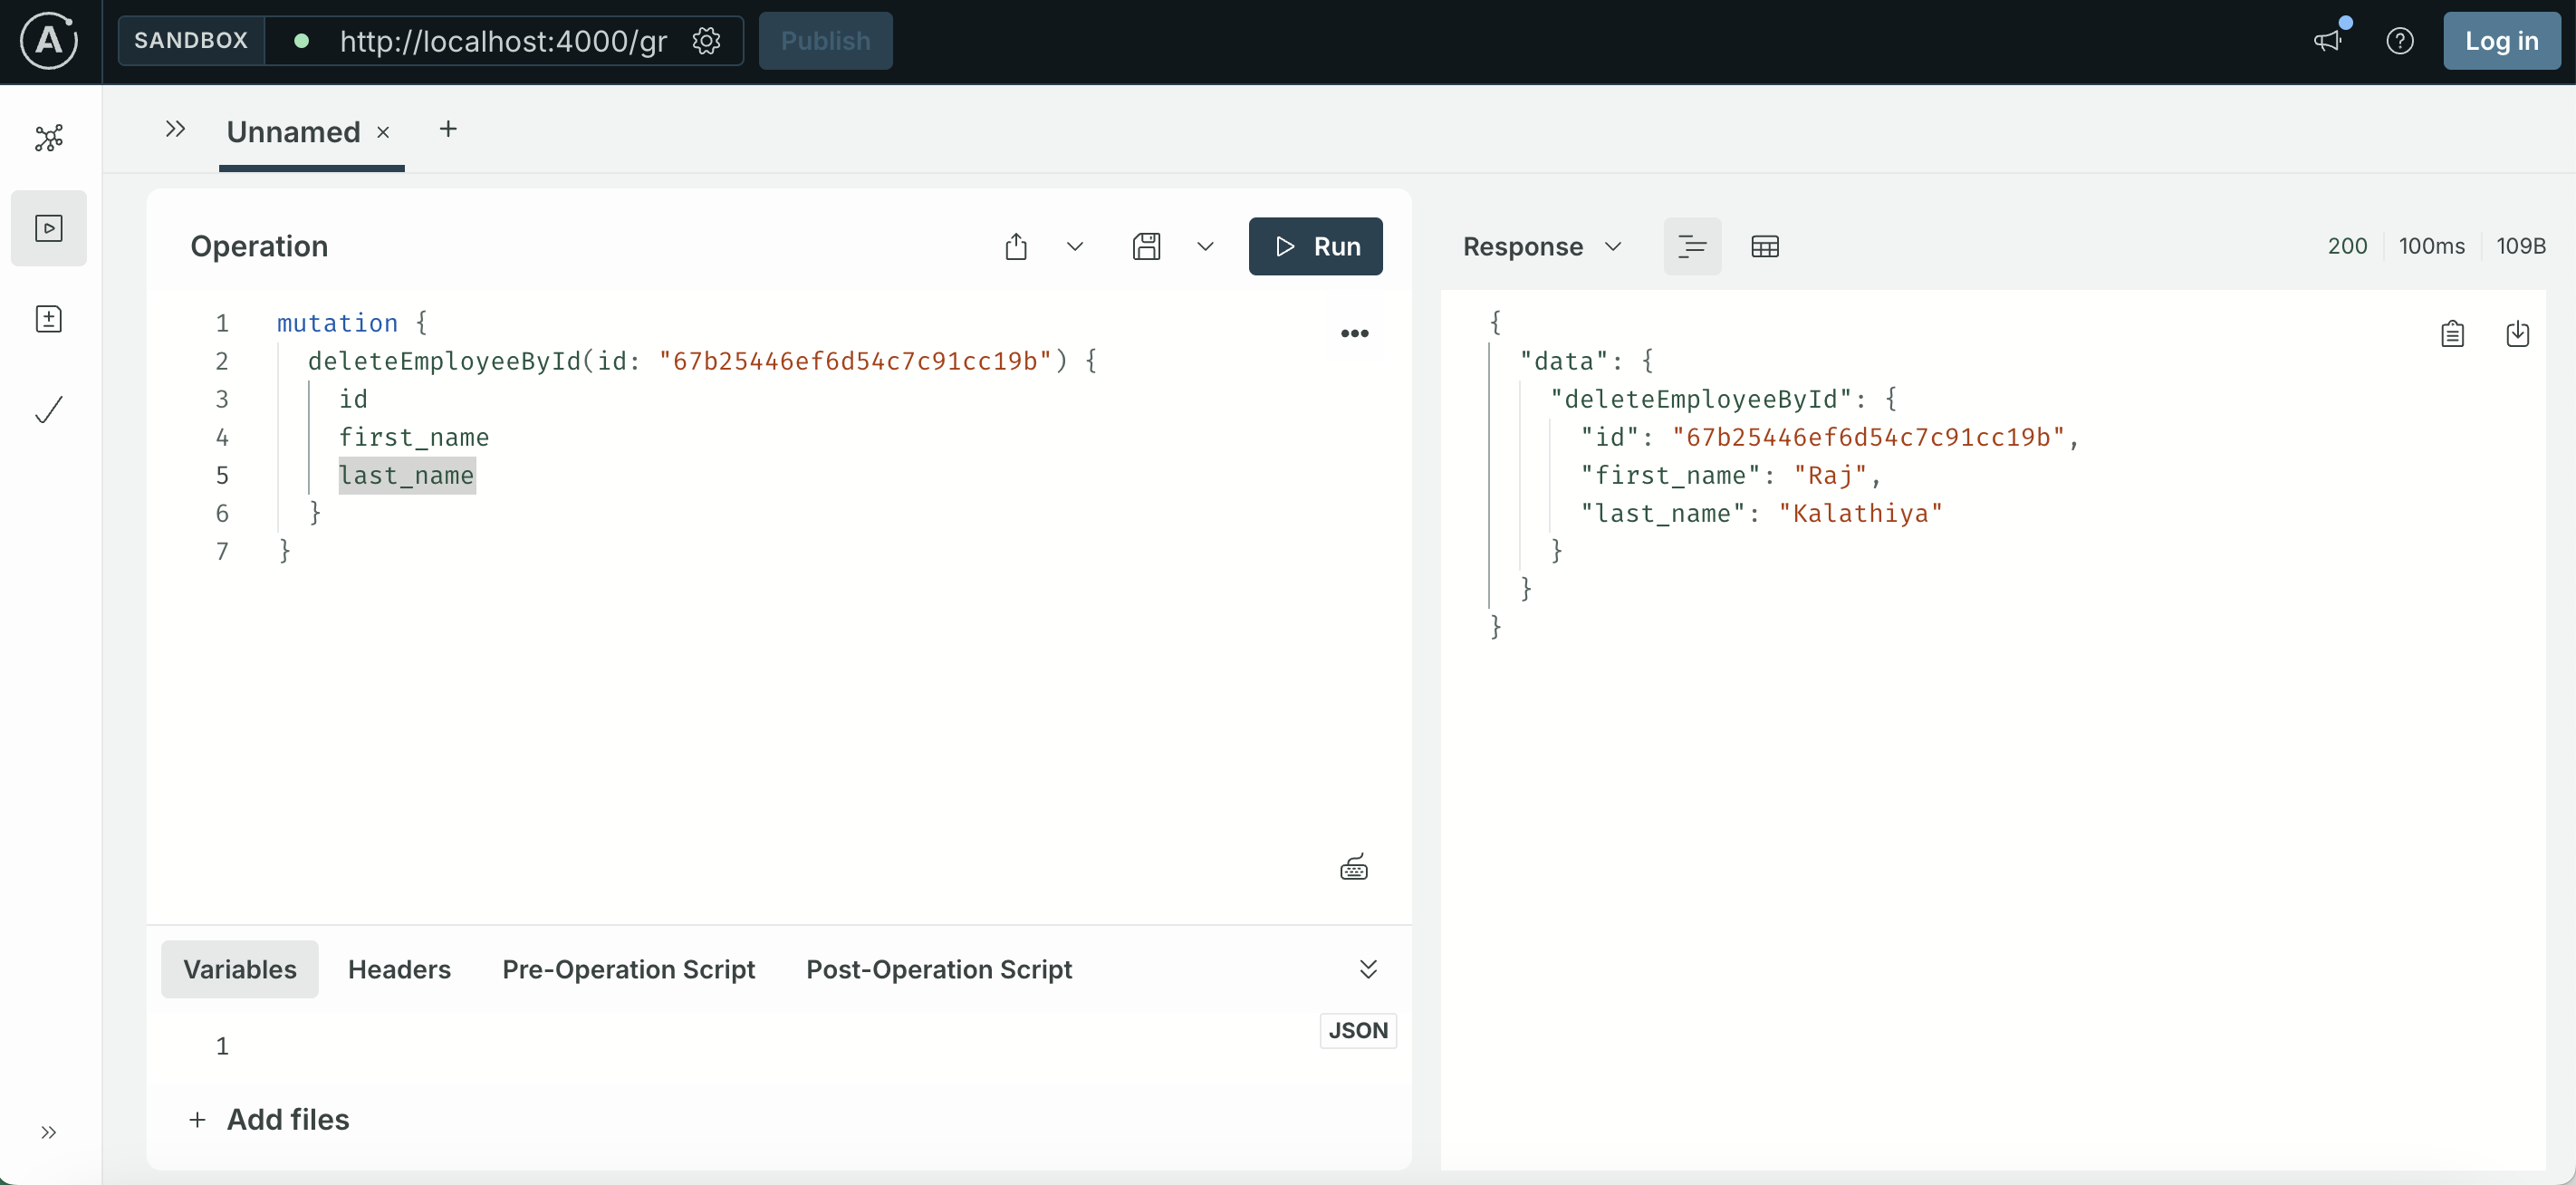 A SANDBOX http://localhost:4000/gr Publish Log in
Unnamed × +
Operation Run
1 mutation {
2 deleteEmployeeById(id: "67b25446ef6d54c7c91cc19b") {
3 id
4 first_name
5 last_name
6 }
7 }
Variables Headers Pre-Operation Script Post-Operation Script
JSON
1
+ Add files
Response 200 100ms 109B
{
"data": {
"deleteEmployeeById": {
"id": "67b25446ef6d54c7c91cc19b",
"first_name": "Raj",
"last_name": "Kalathiya"
}
}
}